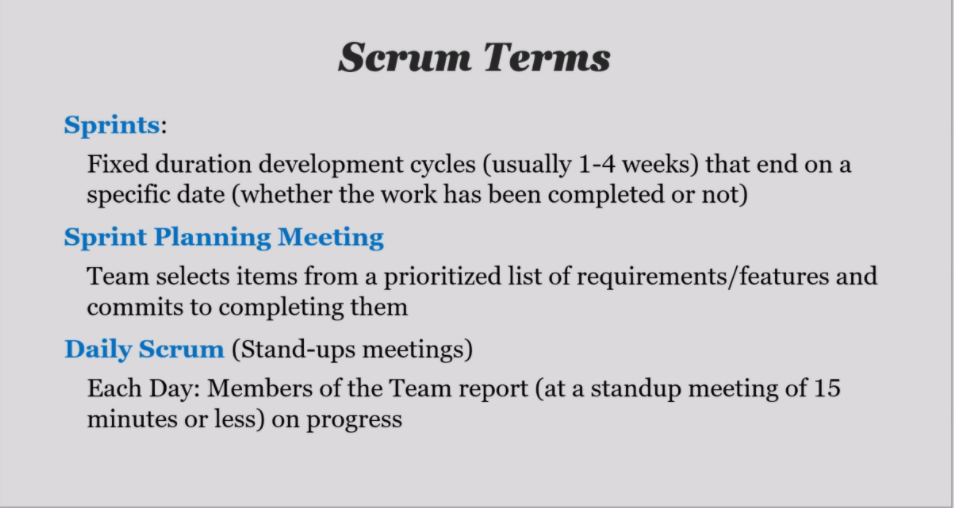 Scrum Terms
Sprints:
Fixed duration development cycles (usually 1-4 weeks) that end on a
specific date (whether the work has been completed or not)
Sprint Planning Meeting
Team selects items from a prioritized list of requirements/features and
commits to completing them
Daily Scrum (Stand-ups meetings)
Each Day: Members of the Team report (at a standup meeting of 15
minutes or less) on progress